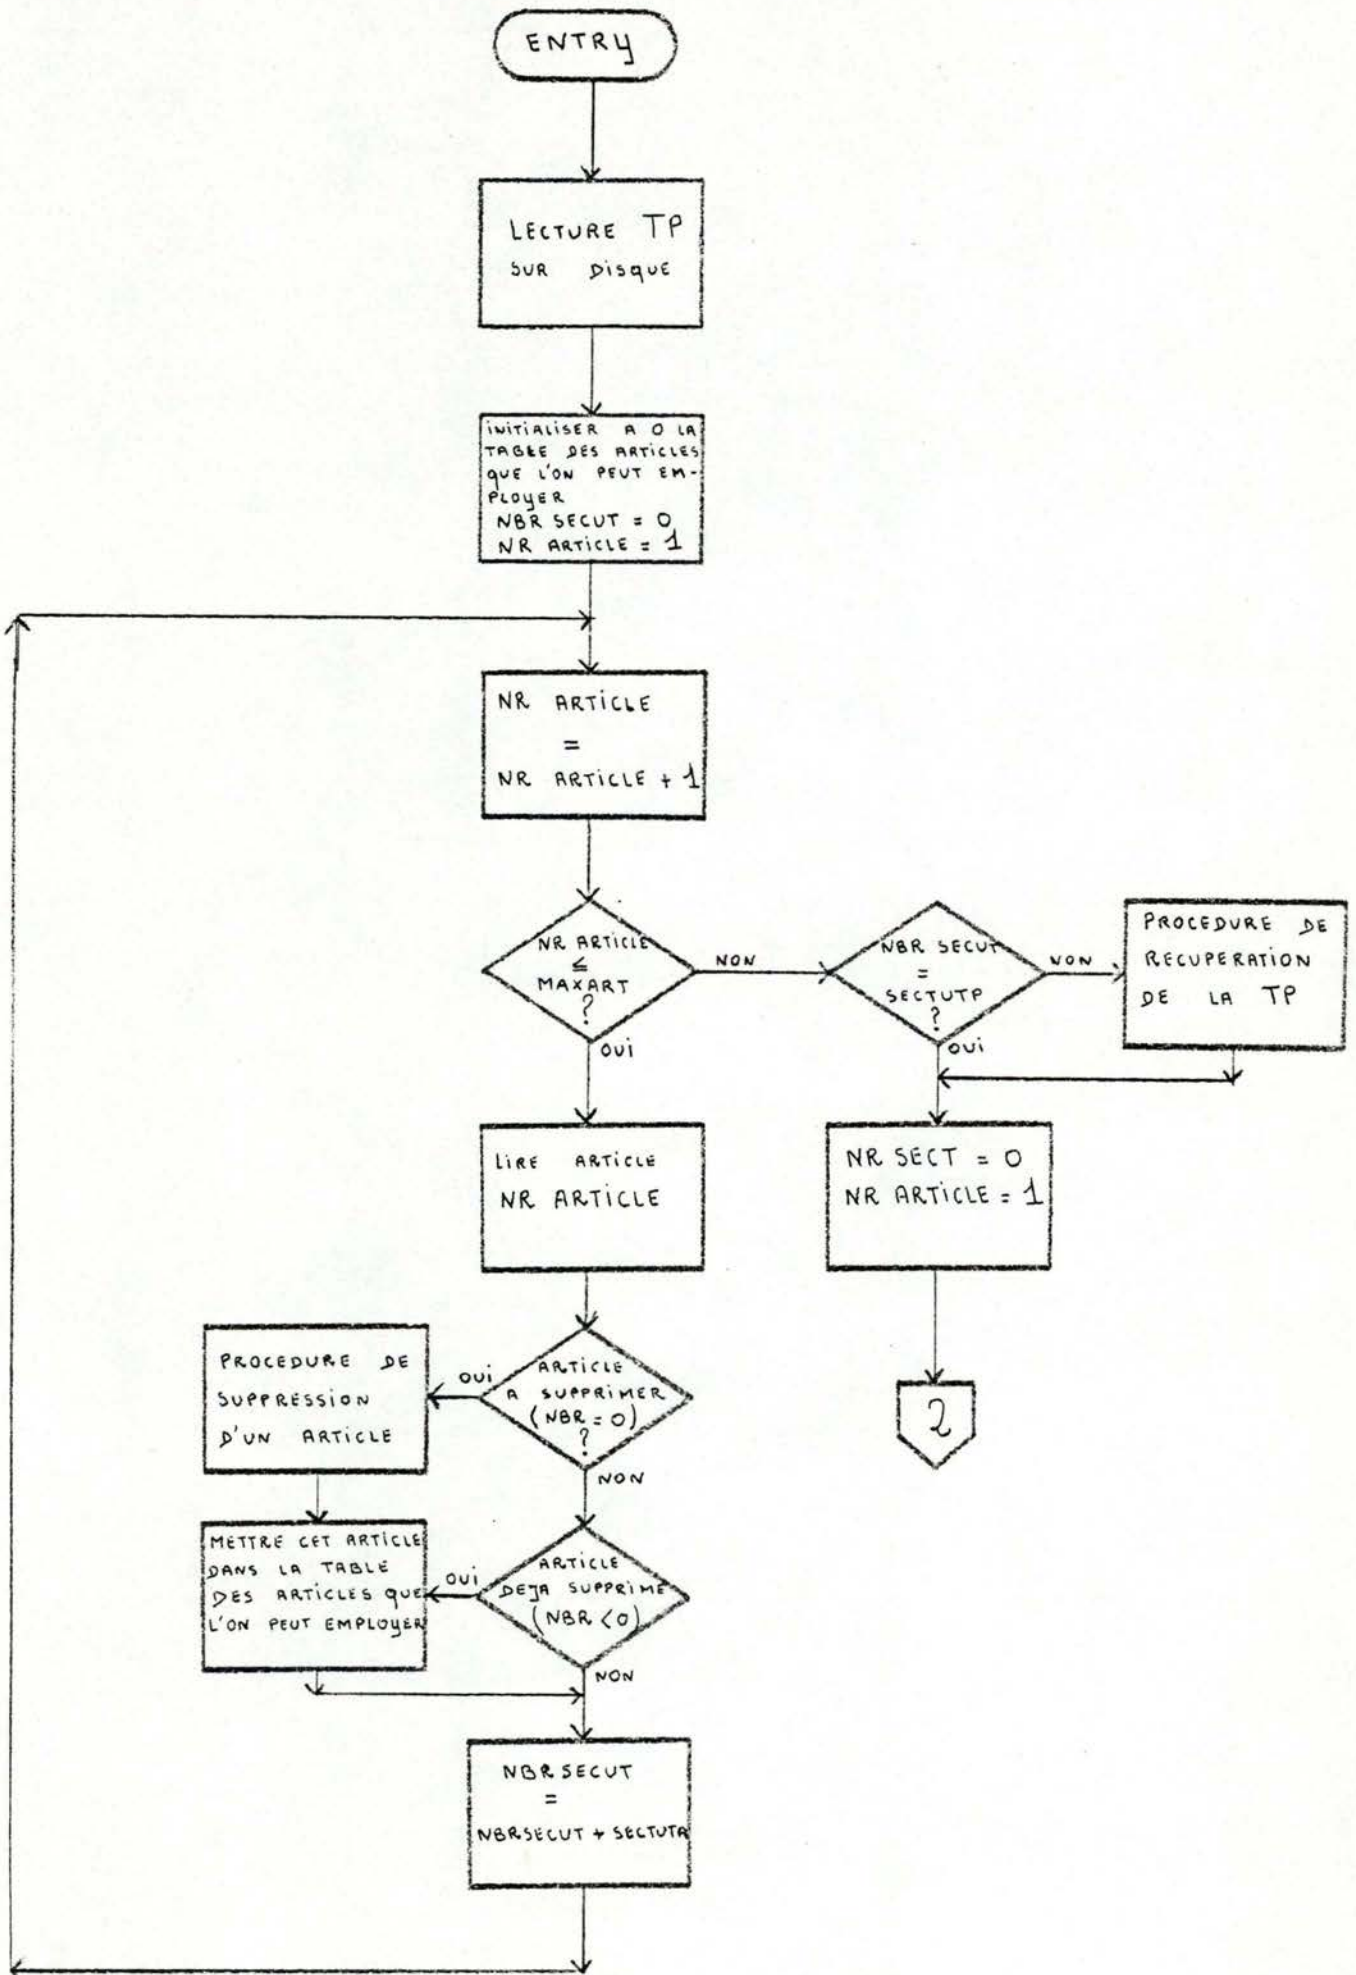 ENTRY
LECTURE TP
SUR DISQUE
INITIALISER A 0 LA
TABLE DES ARTICLES
QUE L'ON PEUT EM-
PLOYER
NBR SECUT = 0
NR ARTICLE = 1
NR ARTICLE
=
NR ARTICLE + 1
NR ARTICLE
≤
MAXART
?
NON
OUI
NBR SECUT
=
SECTUTP
?
NON
OUI
PROCEDURE DE
RECUPERATION
DE LA TP
LIRE ARTICLE
NR ARTICLE
NR SECT = 0
NR ARTICLE = 1
2
ARTICLE
A SUPPRIMER
(NBR = 0)
?
OUI
NON
PROCEDURE DE
SUPPRESSION
D'UN ARTICLE
METTRE CET ARTICLE
DANS LA TABLE
DES ARTICLES QUE
L'ON PEUT EMPLOYER
ARTICLE
DEJA SUPPRIME
(NBR < 0)
OUI
NON
NBRSECUT
=
NBRSECUT + SECTUTA